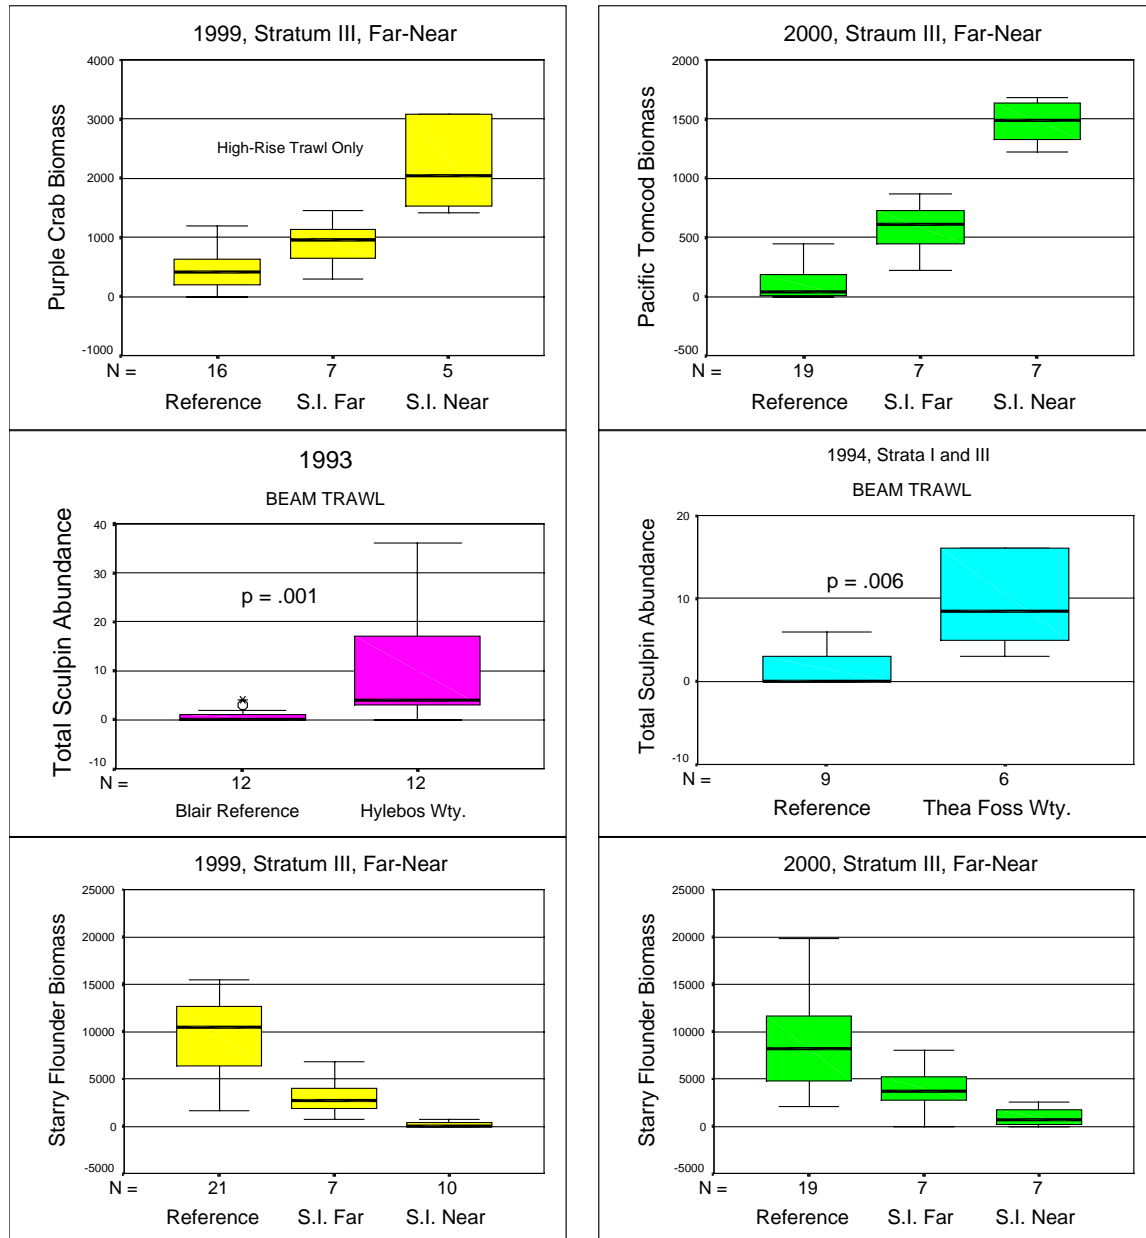 1999, Stratum III, Far-Near
Purple Crab Biomass
4000
3000
2000
1000
0
-1000
High-Rise Trawl Only
N = 16 7 5
Reference S.I. Far S.I. Near
2000, Straum III, Far-Near
Pacific Tomcod Biomass
2000
1500
1000
500
0
-500
N = 19 7 7
Reference S.I. Far S.I. Near
1993
BEAM TRAWL
Total Sculpin Abundance
40
30
20
10
0
-10
p = .001
N = 12 12
Blair Reference Hylebos Wty.
1994, Strata I and III
BEAM TRAWL
Total Sculpin Abundance
20
10
0
-10
p = .006
N = 9 6
Reference Thea Foss Wty.
1999, Stratum III, Far-Near
Starry Flounder Biomass
25000
20000
15000
10000
5000
0
-5000
N = 21 7 10
Reference S.I. Far S.I. Near
2000, Stratum III, Far-Near
Starry Flounder Biomass
25000
20000
15000
10000
5000
0
-5000
N = 19 7 7
Reference S.I. Far S.I. Near